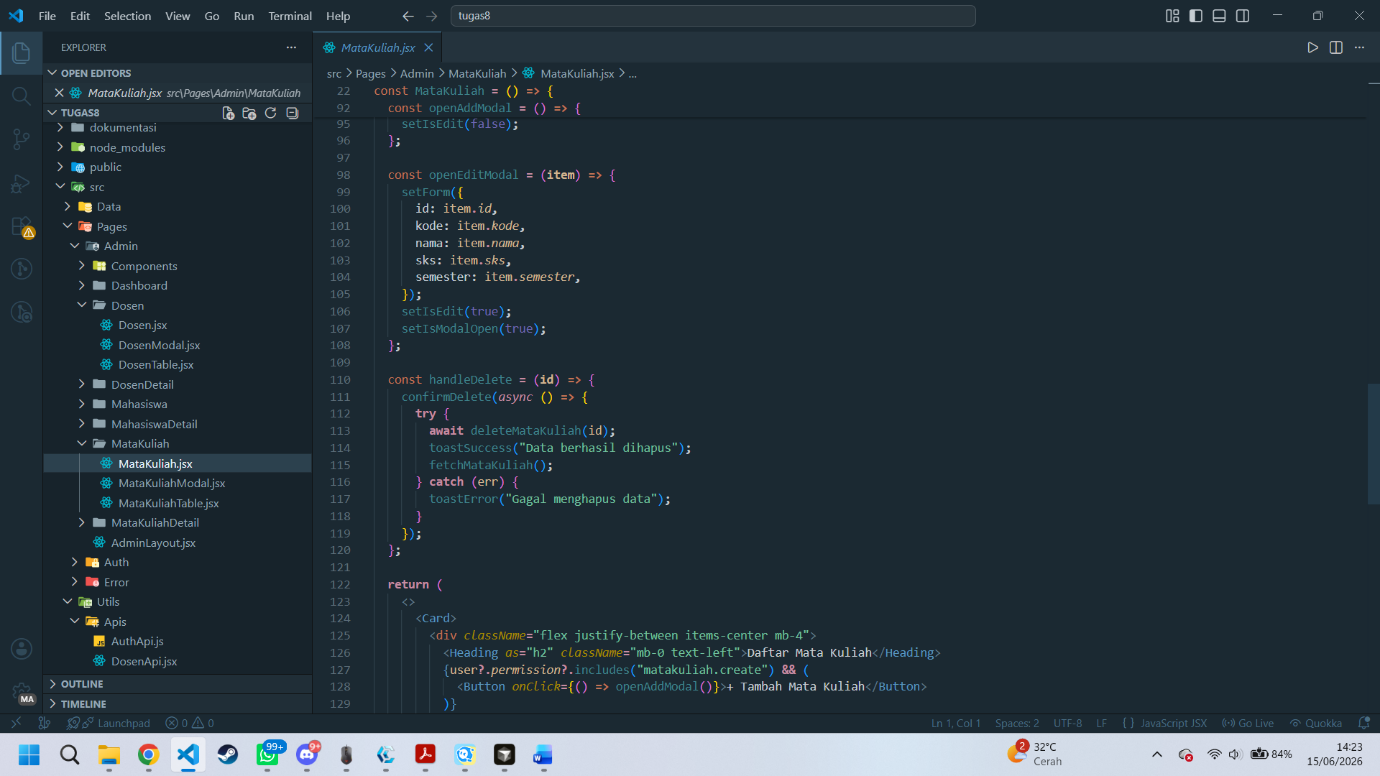 File Edit Selection View Go Run Terminal Help
tugas8
EXPLORER
OPEN EDITORS
MataKuliah.jsx src\Pages\Admin\MataKuliah
TUGAS8
dokumentasi
node_modules
public
src
Data
Pages
Admin
Components
Dashboard
Dosen
Dosen.jsx
DosenModal.jsx
DosenTable.jsx
DosenDetail
Mahasiswa
MahasiswaDetail
MataKuliah
MataKuliah.jsx
MataKuliahModal.jsx
MataKuliahTable.jsx
MataKuliahDetail
AdminLayout.jsx
Auth
Error
Utils
Apis
JS AuthApi.js
DosenApi.jsx
OUTLINE
TIMELINE
MA
MataKuliah.jsx
src > Pages > Admin > MataKuliah > MataKuliah.jsx > ...
22 const MataKuliah = () => {
92 const openAddModal = () => {
95 setIsEdit(false);
96 };
97
98 const openEditModal = (item) => {
99 setForm({
100 id: item.id,
101 kode: item.kode,
102 nama: item.nama,
103 sks: item.sks,
104 semester: item.semester,
105 });
106 setIsEdit(true);
107 setIsModalOpen(true);
108 };
109
110 const handleDelete = (id) => {
111 confirmDelete(async () => {
112 try {
113 await deleteMataKuliah(id);
114 toastSuccess("Data berhasil dihapus");
115 fetchMataKuliah();
116 } catch (err) {
117 toastError("Gagal menghapus data");
118 }
119 });
120 };
121
122 return (
123 <>
124 <Card>
125 <div className="flex justify-between items-center mb-4">
126 <Heading as="h2" className="mb-0 text-left">Daftar Mata Kuliah</Heading>
127 {user?.permission?.includes("matakuliah.create") && (
128 <Button onClick={() => openAddModal()}>+ Tambah Mata Kuliah</Button>
129 )}
Launchpad 0 0 Ln 1, Col 1 Spaces: 2 UTF-8 LF { } JavaScript JSX Go Live Quokka
99+ 9+ W 2 32°C Cerah 84% 14:23
15/06/2026